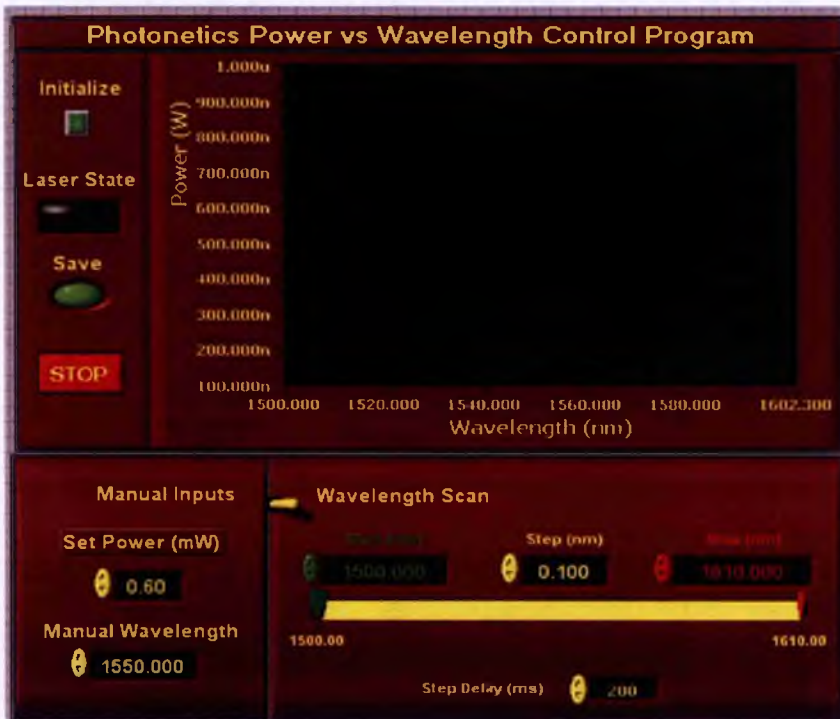 Photonetics Power vs Wavelength Control Program
Initialize
Laser State
Save
STOP
Power (W)
1.000u
900.000n
800.000n
700.000n
600.000n
500.000n
400.000n
300.000n
200.000n
100.000n
1500.000 1520.000 1540.000 1560.000 1580.000 1602.300
Wavelength (nm)
Manual Inputs
Set Power (mW)
0.60
Manual Wavelength
1550.000
Wavelength Scan
Step (nm)
1500.000 0.100 1610.000
1500.00 1610.00
Step Delay (ms) 200